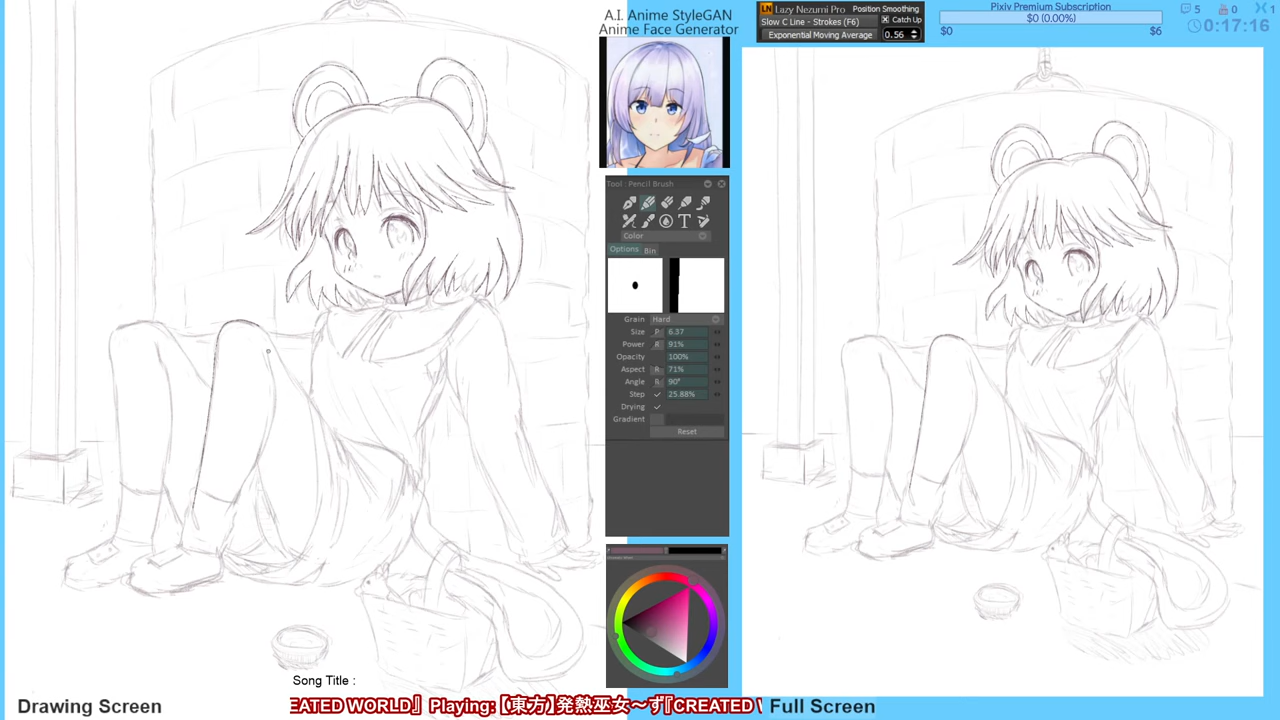 A.I. Anime StyleGAN
Anime Face Generator
Lazy Nezumi Pro
Position Smoothing
Slow C Line - Strokes (F6)
Catch Up
Exponential Moving Average
0.56
Pixiv Premium Subscription
$0 (0.00%)
$0
$6
5
0
1
0:17:16
Tool : Pencil Brush
Color
Options
Bin
Grain
Hard
Size
P
6.37
Power
R
91%
Opacity
100%
Aspect
R
71%
Angle
R
90°
Step
25.88%
Drying
Gradient
Reset
Song Title :
EATED WORLD』 Playing: 【東方】発熱巫女〜ず『CREATED W
Drawing Screen
Full Screen